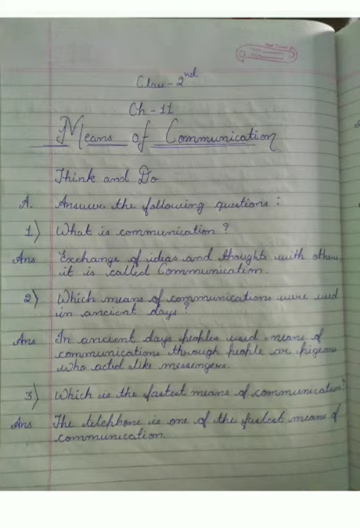 Class - 2nd
Ch - 11
Means of Communication
Think and Do
A. Answer the following questions :
1) What is communication ?
Ans Exchange of ideas and thoughts with others
it is called Communication.
2) Which means of communications were used
in ancient days ?
Ans In ancient days peoples used means of
communications through people or pigeons
who acted like messengers.
3) Which is the fastest means of communication?
Ans The telephone is one of the fastest means of
communication.